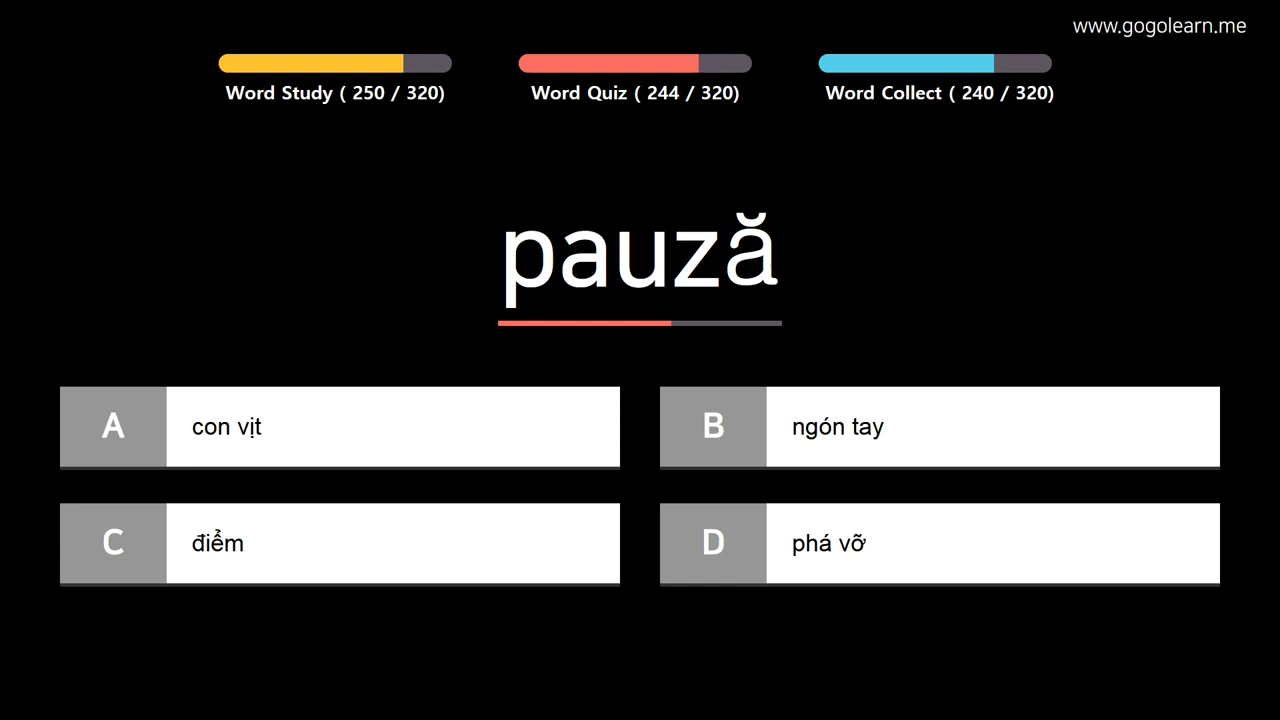 www.gogolearn.me
Word Study ( 250 / 320)
Word Quiz ( 244 / 320)
Word Collect ( 240 / 320)
pauză
A con vịt
B ngón tay
C điểm
D phá vỡ